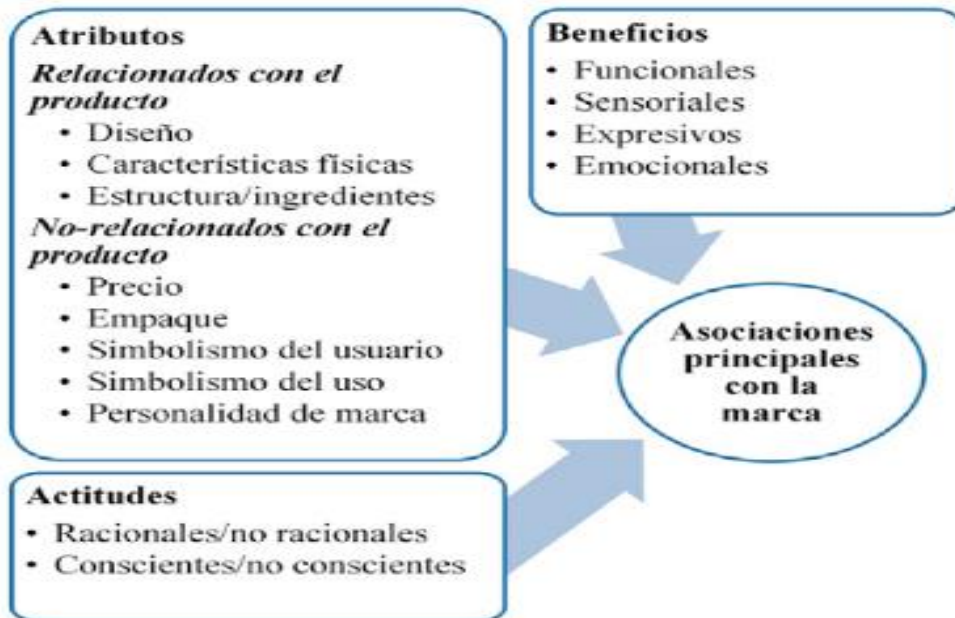 Atributos
Relacionados con el
producto
• Diseño
• Características físicas
• Estructura/ingredientes
No-relacionados con el
producto
• Precio
• Empaque
• Simbolismo del usuario
• Simbolismo del uso
• Personalidad de marca
Beneficios
• Funcionales
• Sensoriales
• Expresivos
• Emocionales
Actitudes
• Racionales/no racionales
• Conscientes/no conscientes
Asociaciones
principales
con la
marca